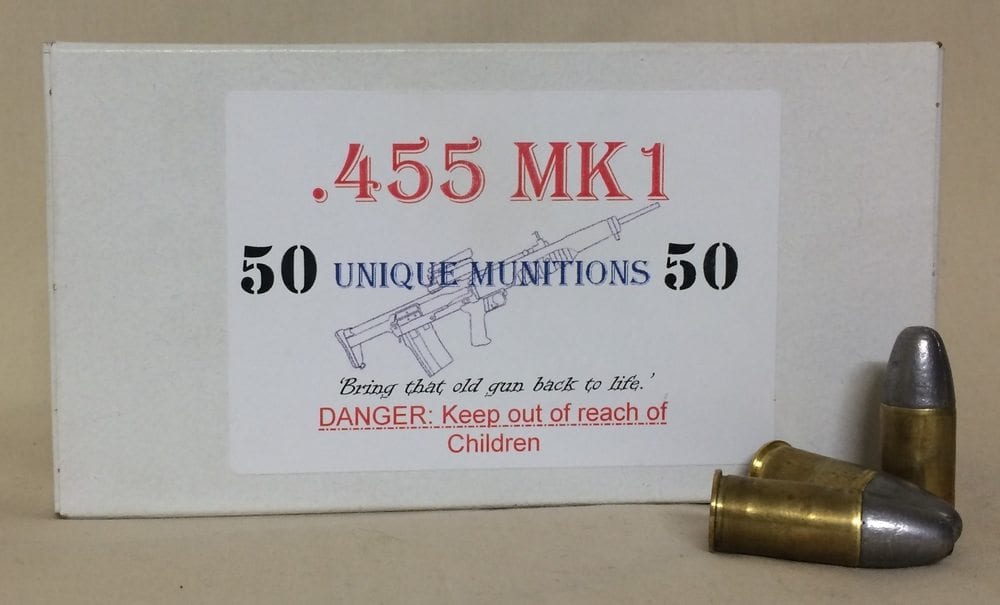 .455 MK1
50 UNIQUE MUNITIONS 50
'Bring that old gun back to life.'
DANGER: Keep out of reach of
Children